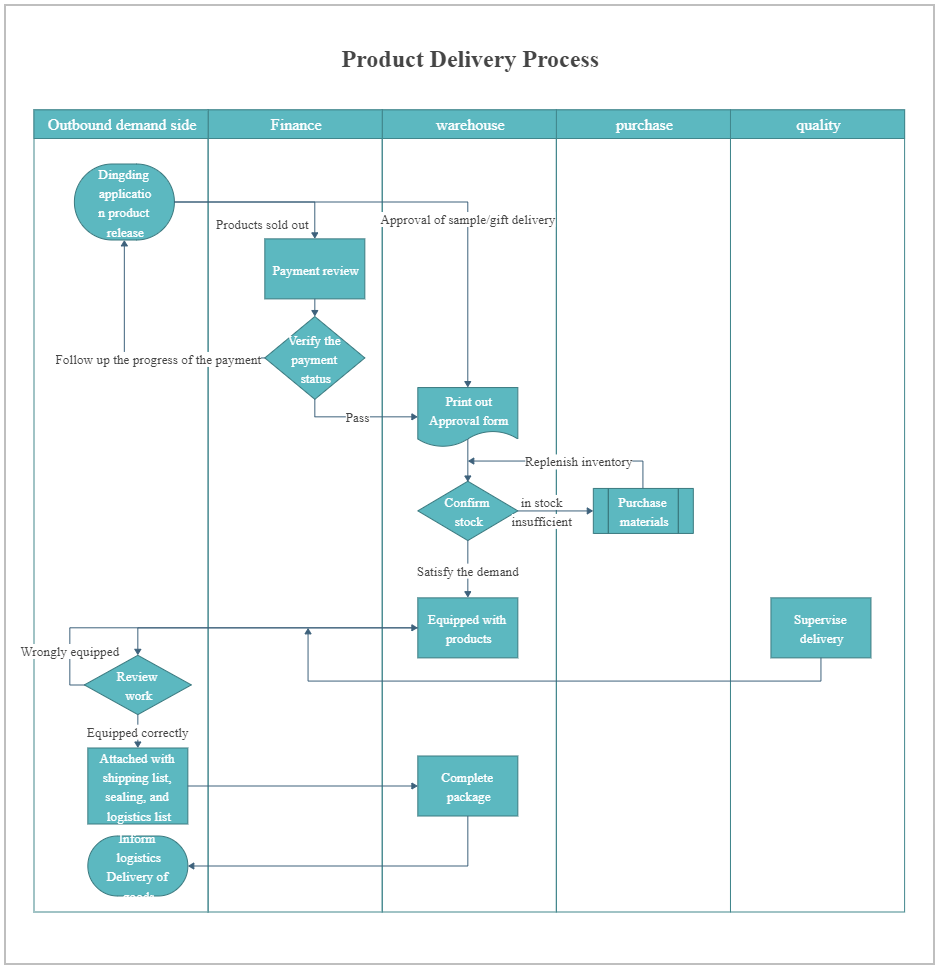 Product Delivery Process
Outbound demand side
Finance
warehouse
purchase
quality
Dingding
applicatio
n product
release
Products sold out
Approval of sample/gift delivery
Payment review
Verify the
payment
status
Follow up the progress of the payment
Pass
Print out
Approval form
Replenish inventory
Confirm
stock
in stock
insufficient
Purchase
materials
Satisfy the demand
Equipped with
products
Supervise
delivery
Wrongly equipped
Review
work
Equipped correctly
Attached with
shipping list,
sealing, and
logistics list
Complete
package
Inform
logistics
Delivery of
goods